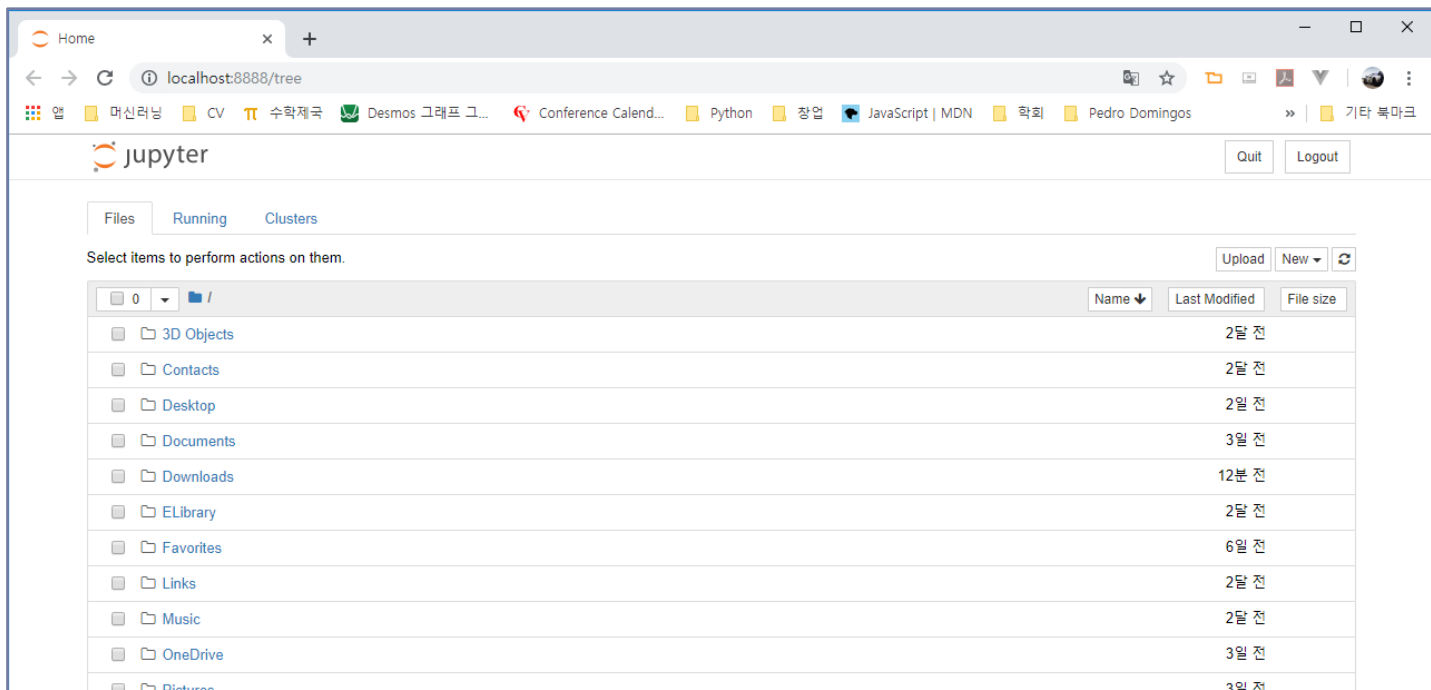 Home
localhost:8888/tree
앱 머신러닝 CV 수학제국 Desmos 그래프 그... Conference Calend... Python 창업 JavaScript | MDN 학회 Pedro Domingos » 기타 북마크
jupyter Quit Logout
Files Running Clusters
Select items to perform actions on them. Upload New
0 / Name Last Modified File size
3D Objects 2달 전
Contacts 2달 전
Desktop 2일 전
Documents 3일 전
Downloads 12분 전
ELibrary 2달 전
Favorites 6일 전
Links 2달 전
Music 2달 전
OneDrive 3일 전
Pictures 3일 전